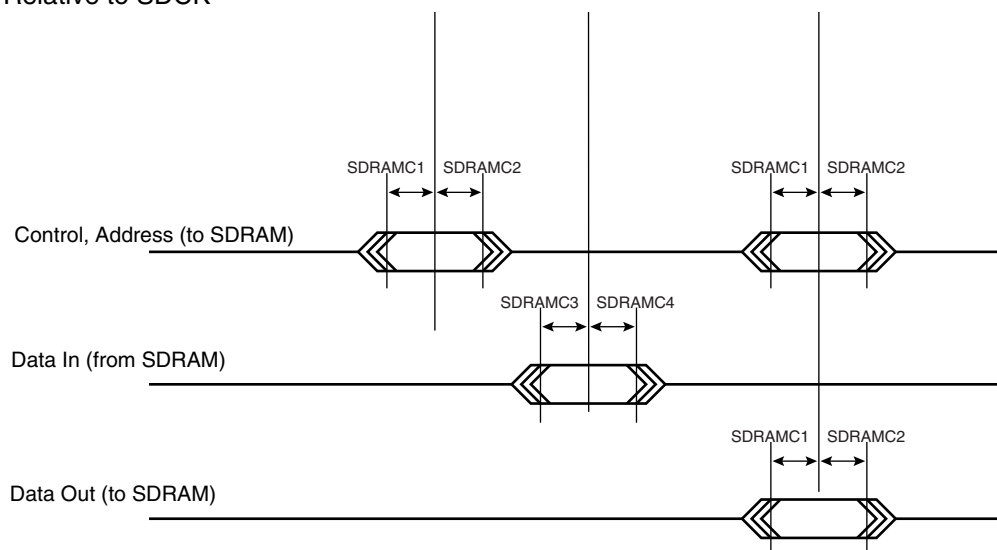 Relative to SDCK
SDRAMC1 SDRAMC2 SDRAMC1 SDRAMC2
Control, Address (to SDRAM)
SDRAMC3 SDRAMC4
Data In (from SDRAM)
SDRAMC1 SDRAMC2
Data Out (to SDRAM)